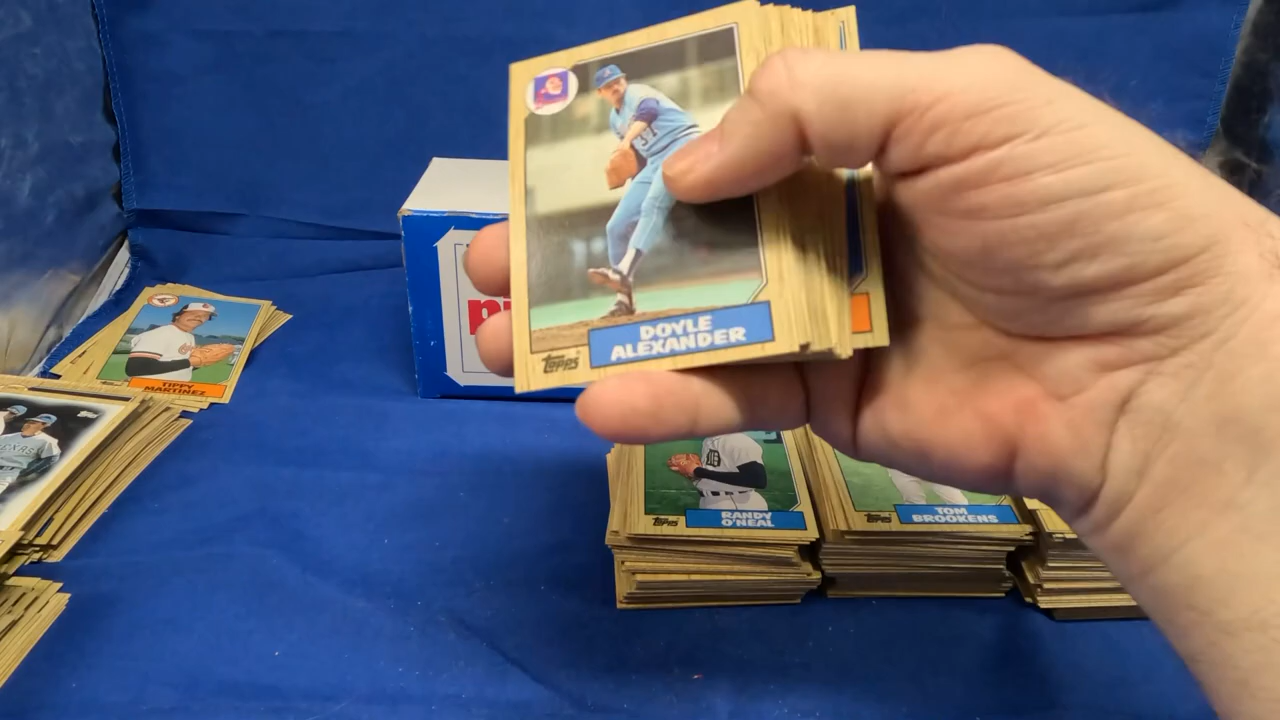 Topps
DOYLE
ALEXANDER
TIPPY
MARTINEZ
Topps
RANDY
O'NEAL
Topps
TOM
BROOKENS